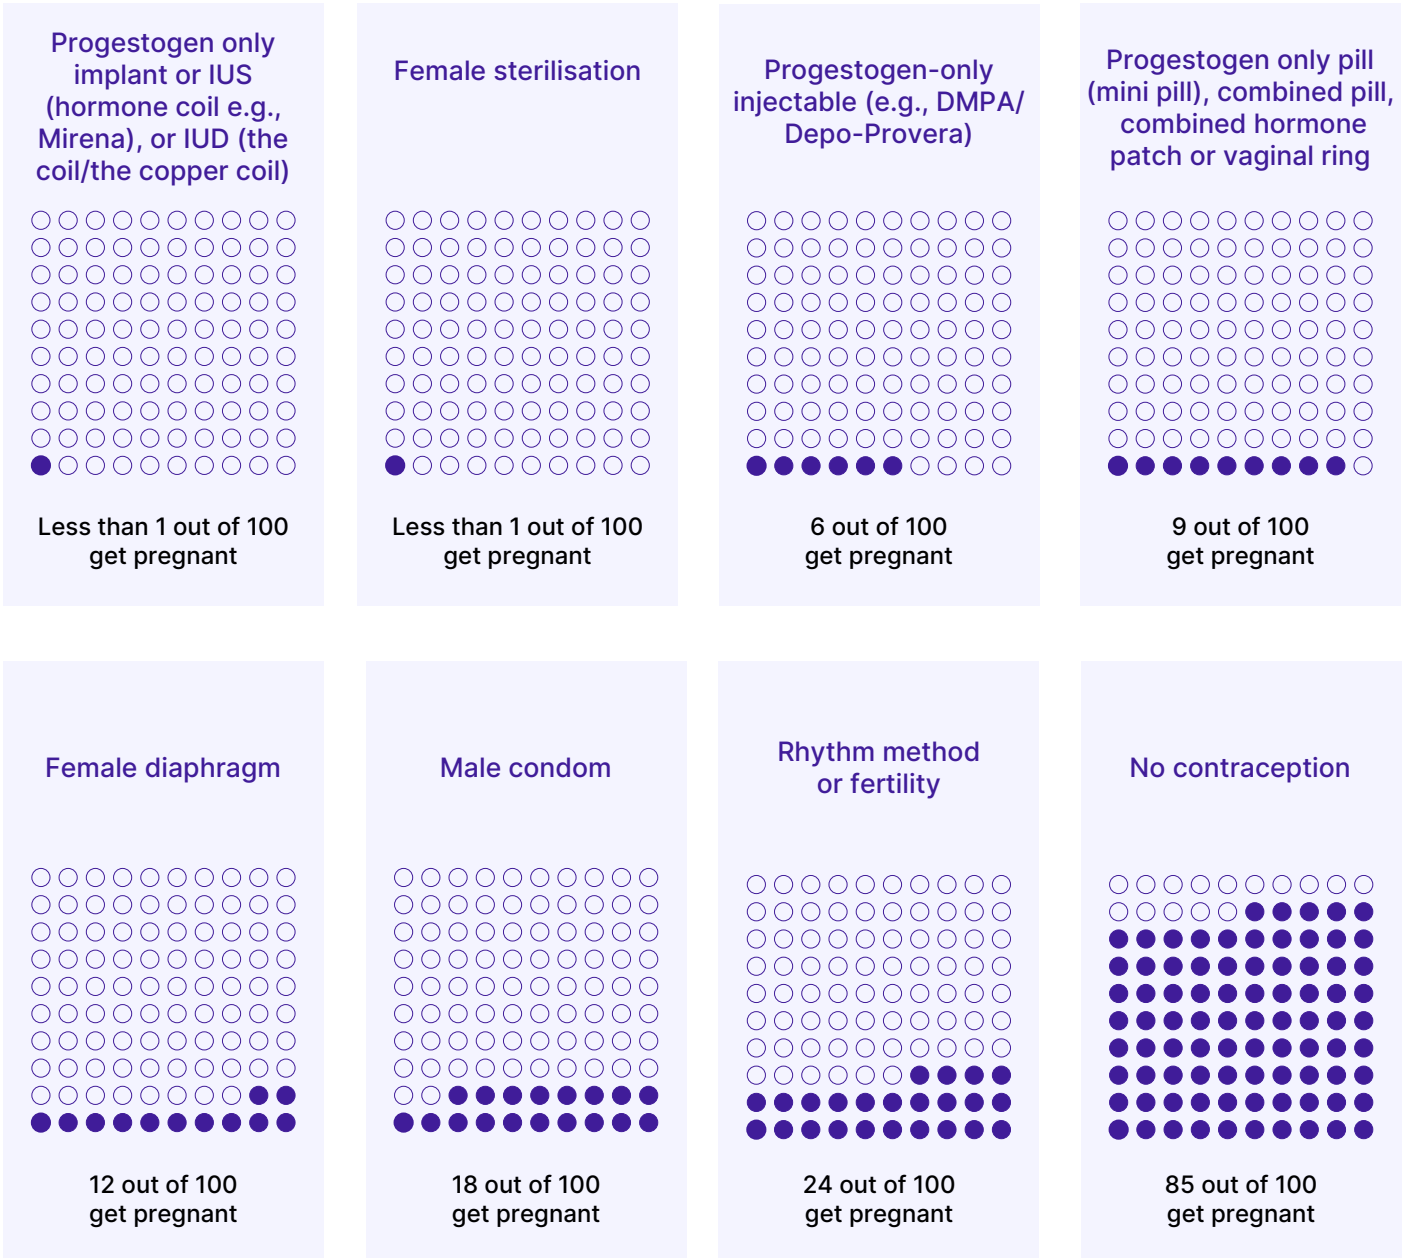 Progestogen only
implant or IUS
(hormone coil e.g.,
Mirena), or IUD (the
coil/the copper coil)
Less than 1 out of 100
get pregnant
Female sterilisation
Less than 1 out of 100
get pregnant
Progestogen-only
injectable (e.g., DMPA/
Depo-Provera)
6 out of 100
get pregnant
Progestogen only pill
(mini pill), combined pill,
combined hormone
patch or vaginal ring
9 out of 100
get pregnant
Female diaphragm
12 out of 100
get pregnant
Male condom
18 out of 100
get pregnant
Rhythm method
or fertility
24 out of 100
get pregnant
No contraception
85 out of 100
get pregnant